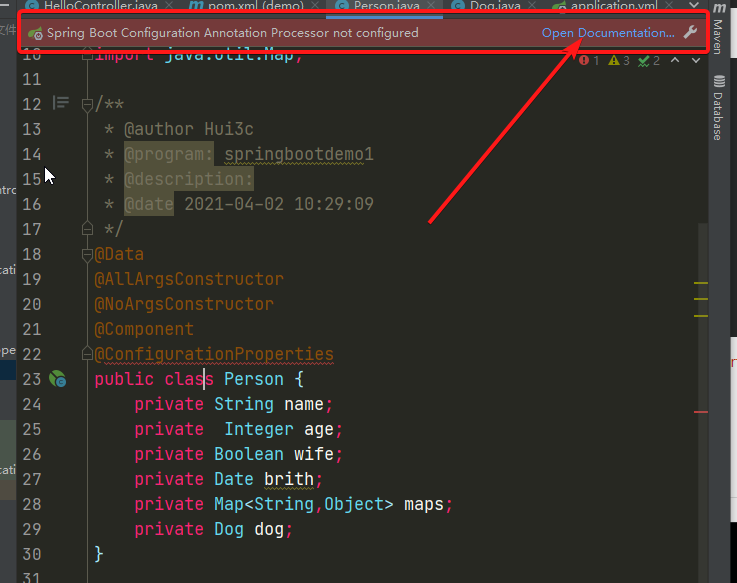 HelloController.java pom.xml (demo) Person.java Dog.java application.yml
Spring Boot Configuration Annotation Processor not configured Open Documentation...
Maven
Database
1 3 2
10 import java.util.Map;
11
12 /**
13 * @author Hui3c
14 * @program: springbootdemo1
15 * @description:
16 * @date 2021-04-02 10:29:09
17 */
18 @Data
19 @AllArgsConstructor
20 @NoArgsConstructor
21 @Component
22 @ConfigurationProperties
23 public class Person {
24 private String name;
25 private Integer age;
26 private Boolean wife;
27 private Date brith;
28 private Map<String,Object> maps;
29 private Dog dog;
30 }
31